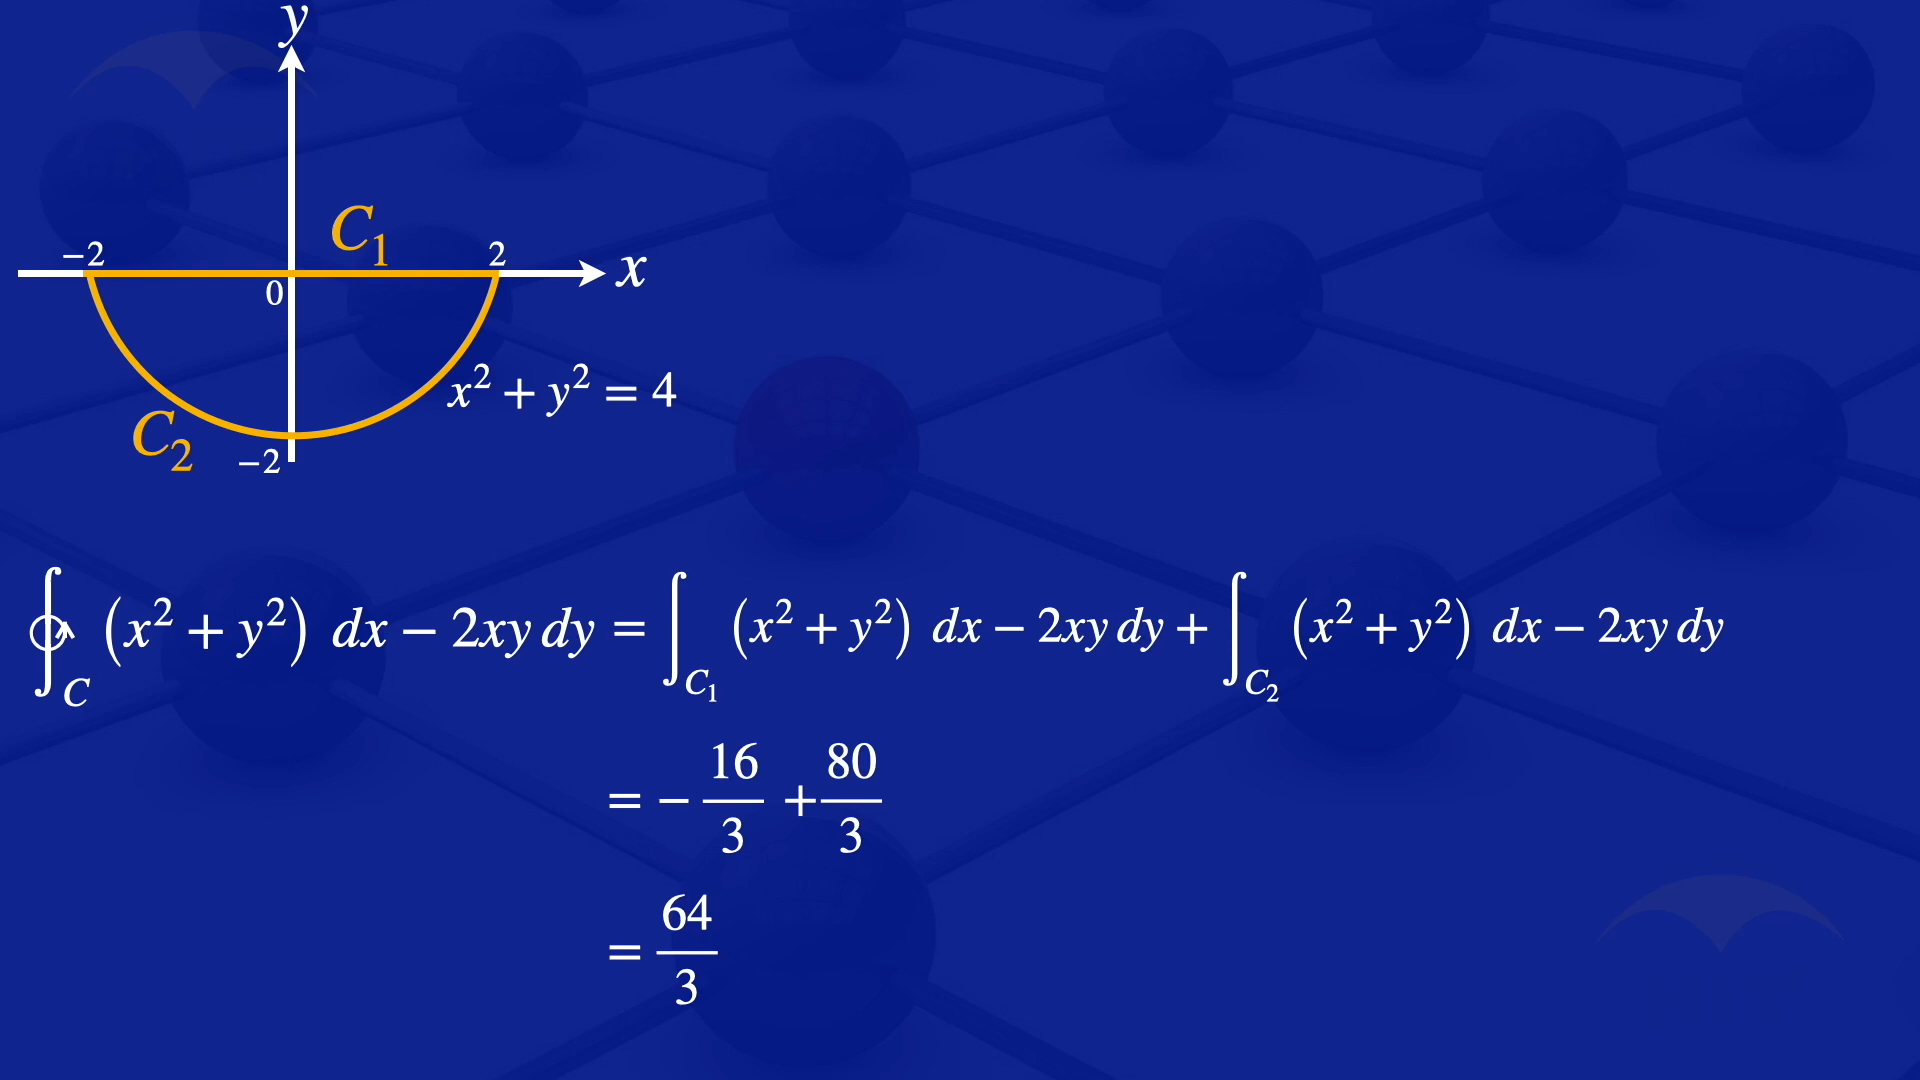 y
C₁
−2 2 x
0
x² + y² = 4
C₂
−2
∮_C (x² + y²) dx − 2xy dy = ∫_{C₁} (x² + y²) dx − 2xy dy + ∫_{C₂} (x² + y²) dx − 2xy dy
= − 16/3 + 80/3
= 64/3